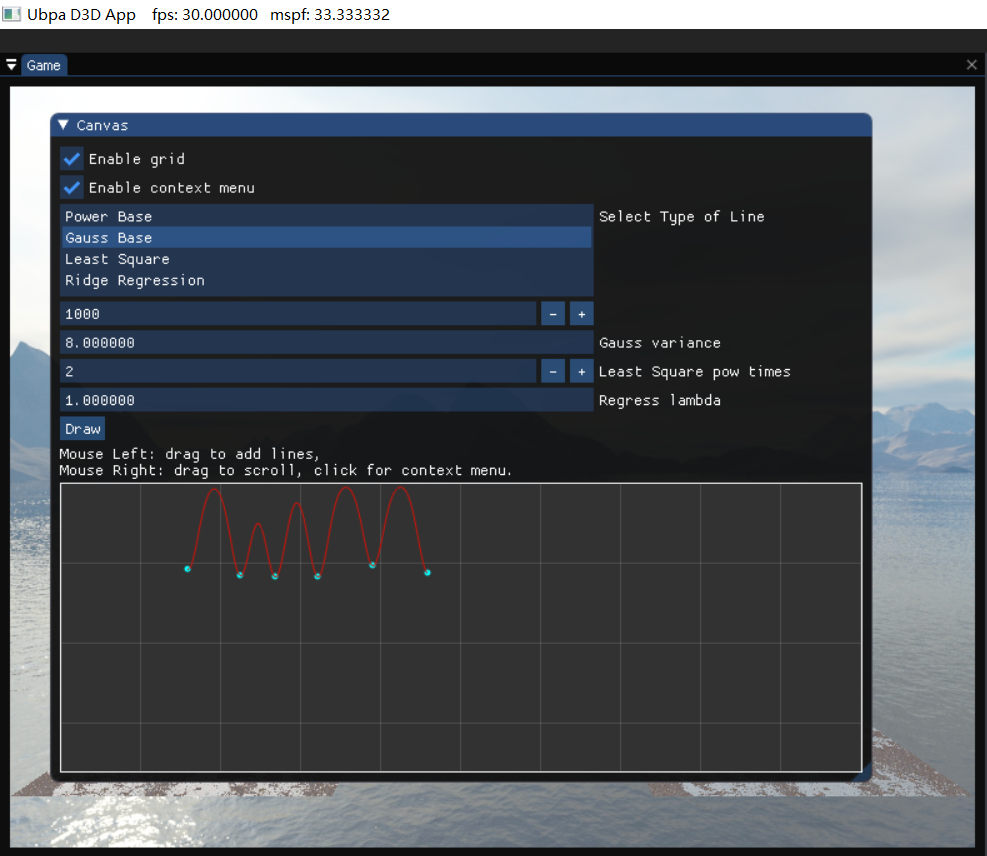 Ubpa D3D App    fps: 30.000000   mspf: 33.333332
Game
Canvas
Enable grid
Enable context menu
Power Base
Select Type of Line
Gauss Base
Least Square
Ridge Regression
1000 - +
8.000000 Gauss variance
2 - + Least Square pow times
1.000000 Regress lambda
Draw
Mouse Left: drag to add lines,
Mouse Right: drag to scroll, click for context menu.